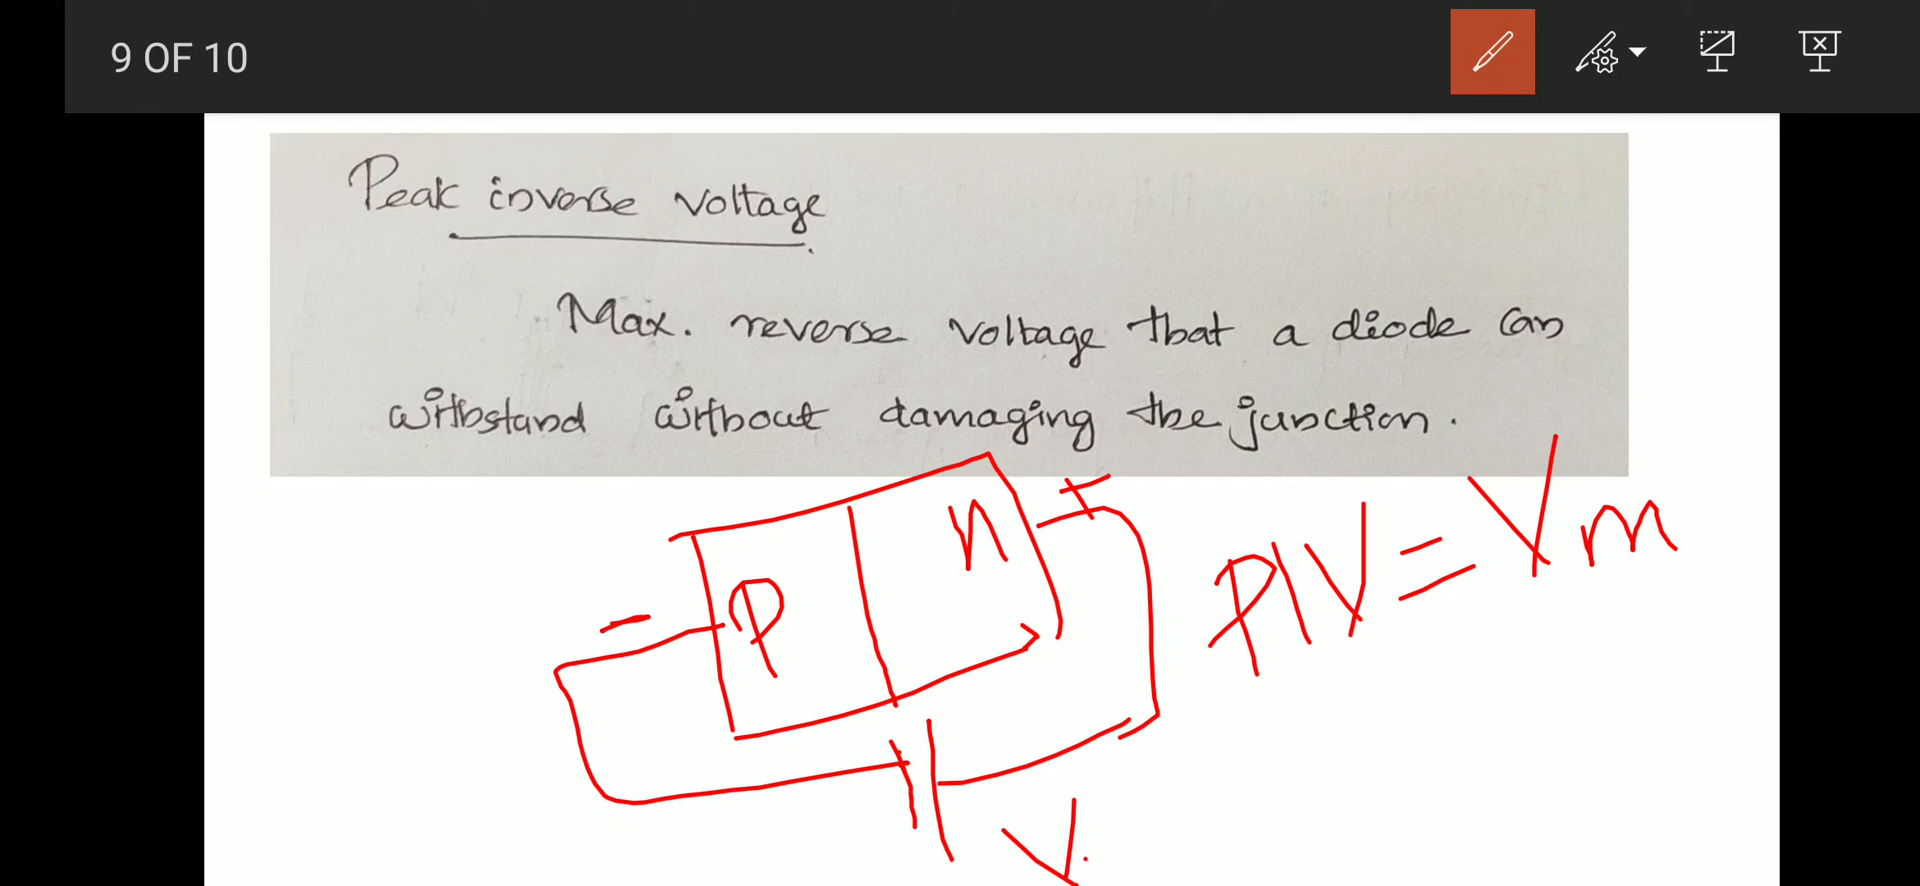 9 OF 10
Peak inverse voltage
Max. reverse voltage that a diode can
withstand without damaging the junction.
P
n
+
-
PIV = Vm
V